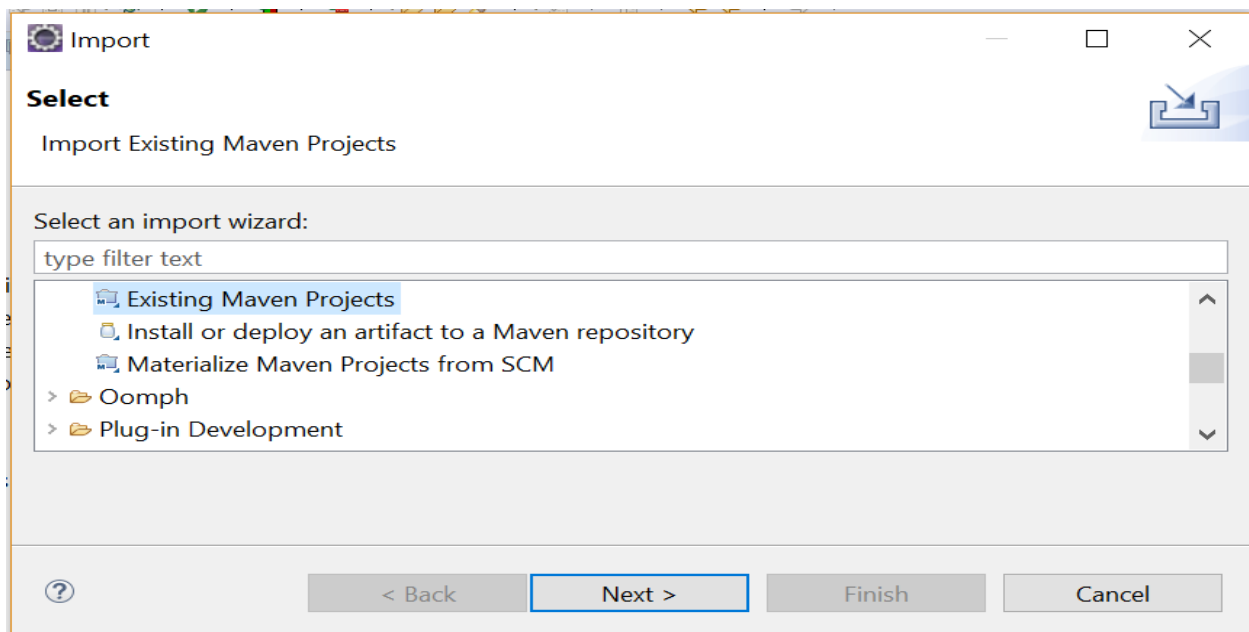 Import
Select
Import Existing Maven Projects
Select an import wizard:
type filter text
Existing Maven Projects
Install or deploy an artifact to a Maven repository
Materialize Maven Projects from SCM
> Oomph
> Plug-in Development
? < Back Next > Finish Cancel